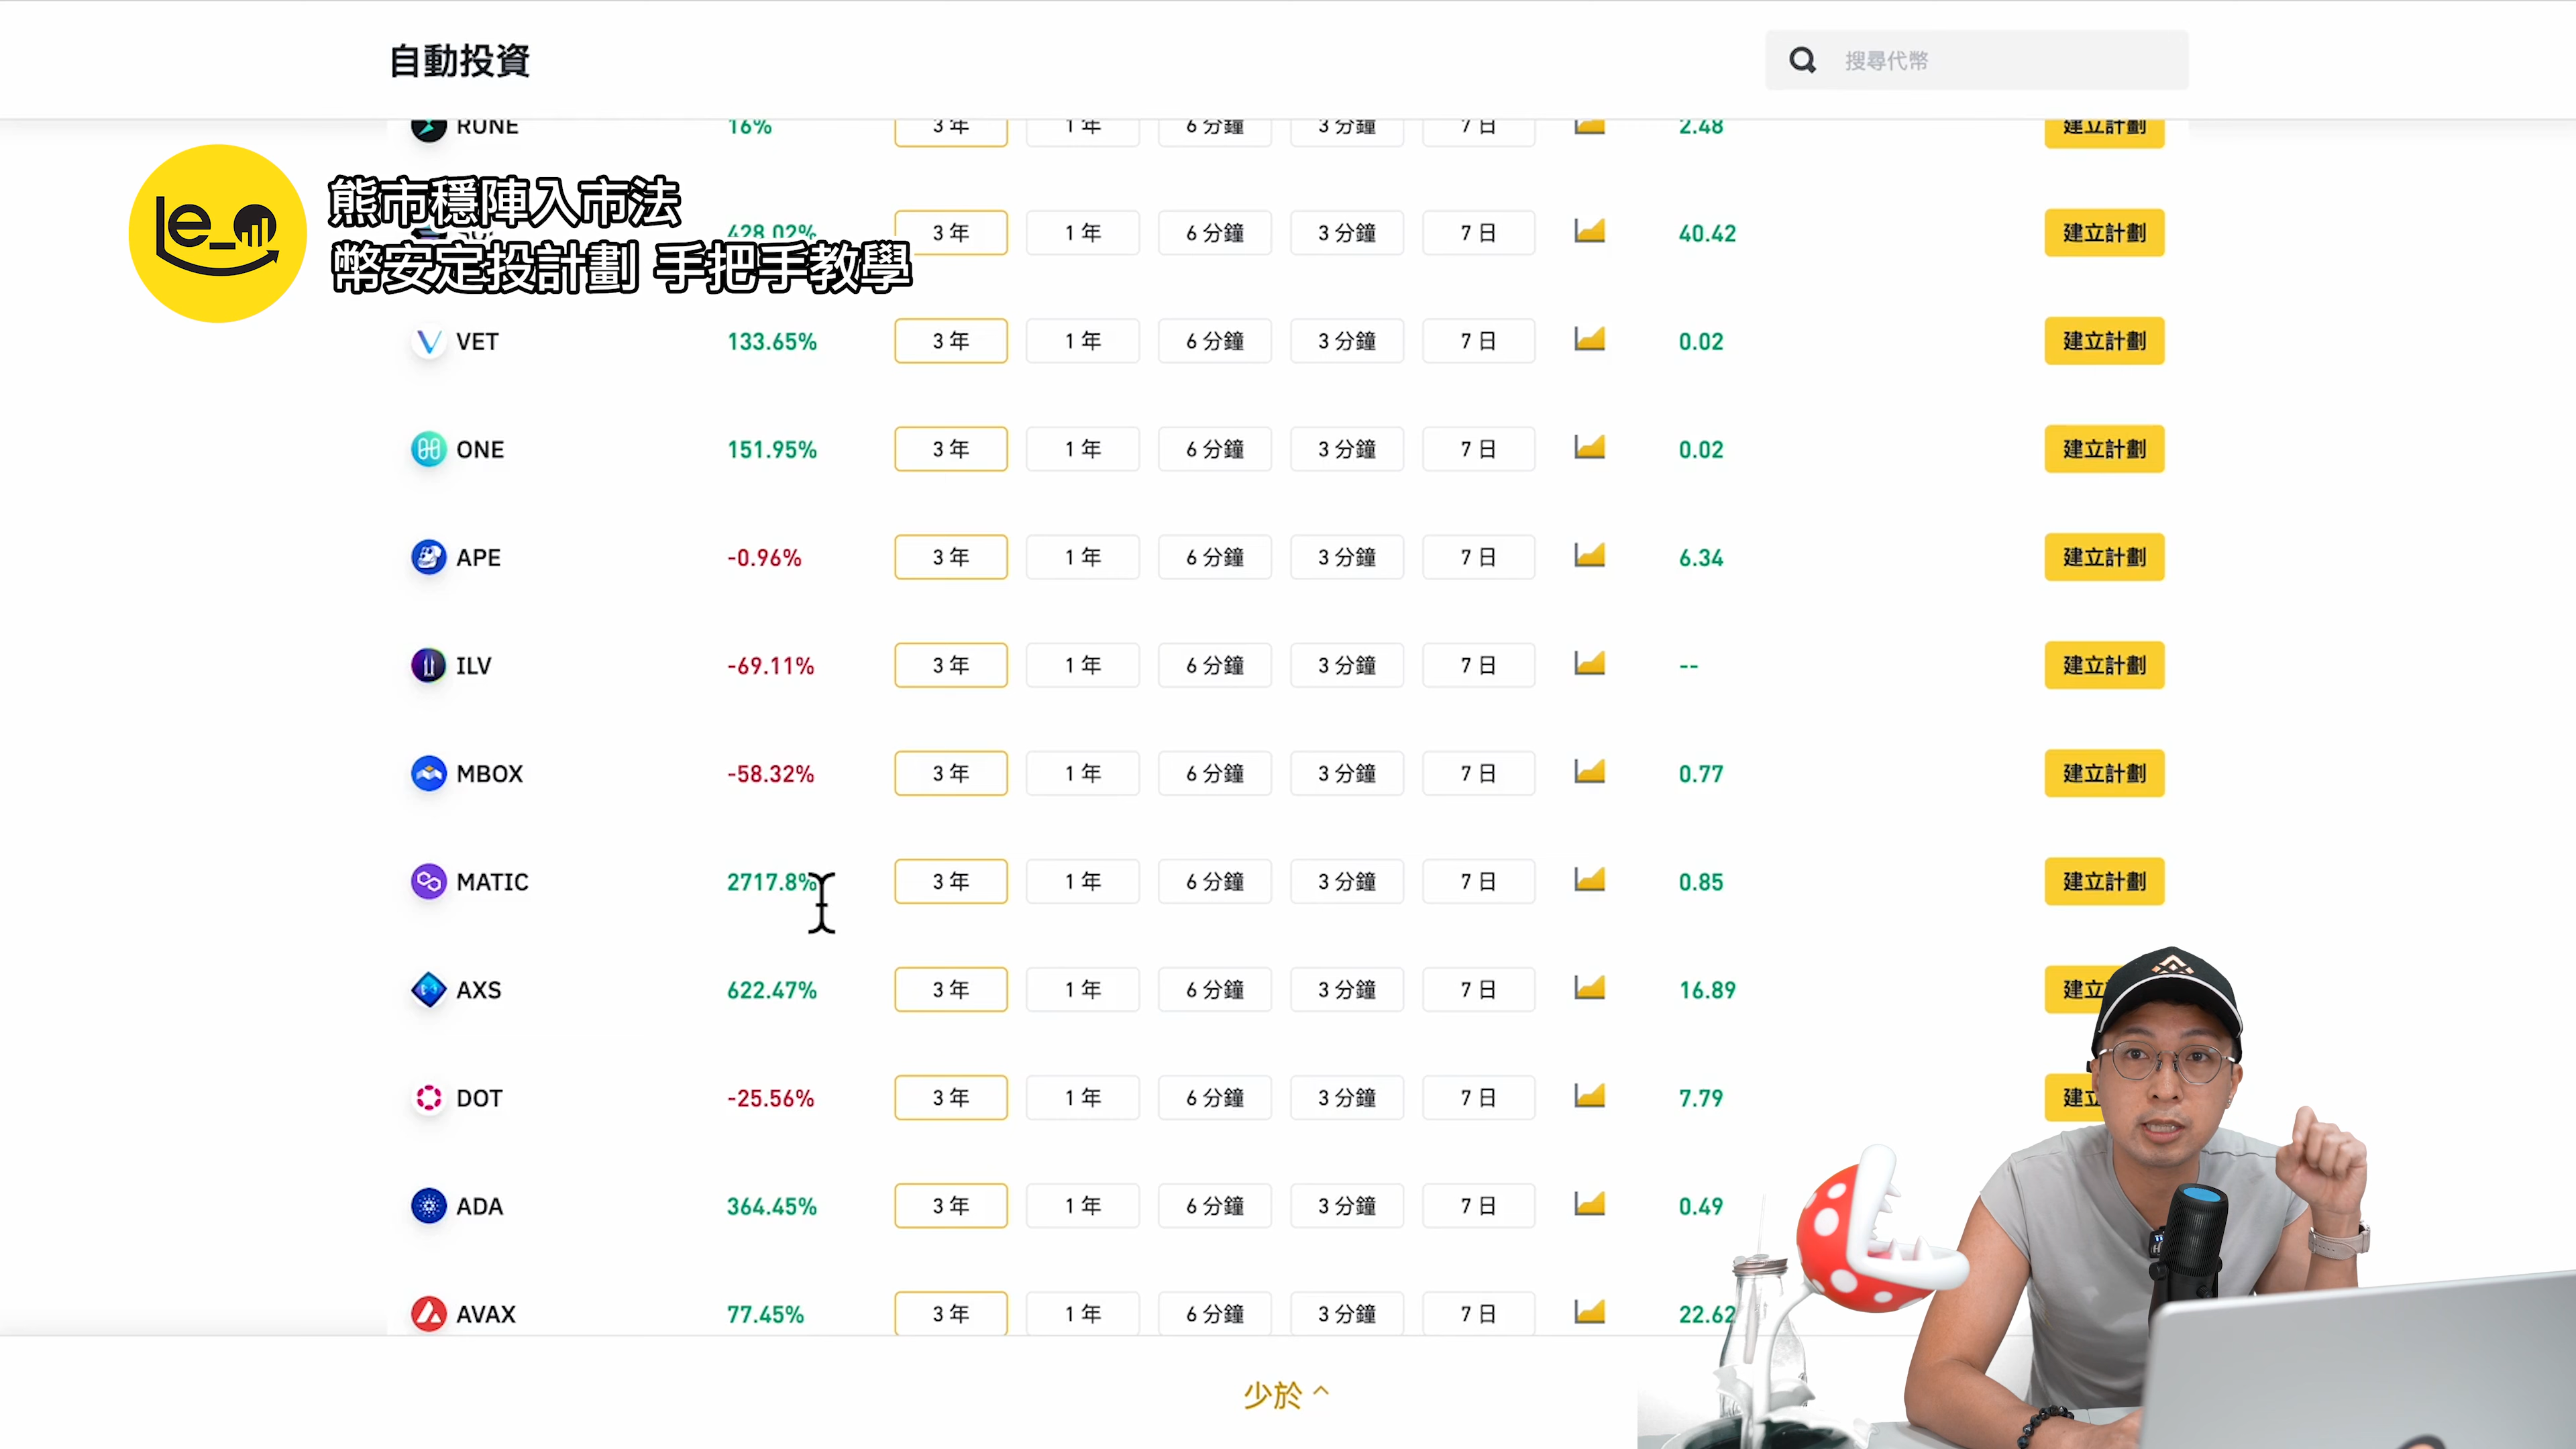 自動投資
搜尋代幣
RUNE 16% 3 年 1 年 6 分鐘 3 分鐘 7 日 2.48 建立計劃
le_
熊市穩陣入市法
428.02% 3 年 1 年 6 分鐘 3 分鐘 7 日 40.42 建立計劃
幣安定投計劃 手把手教學
VET 133.65% 3 年 1 年 6 分鐘 3 分鐘 7 日 0.02 建立計劃
ONE 151.95% 3 年 1 年 6 分鐘 3 分鐘 7 日 0.02 建立計劃
APE -0.96% 3 年 1 年 6 分鐘 3 分鐘 7 日 6.34 建立計劃
ILV -69.11% 3 年 1 年 6 分鐘 3 分鐘 7 日 -- 建立計劃
MBOX -58.32% 3 年 1 年 6 分鐘 3 分鐘 7 日 0.77 建立計劃
MATIC 2717.8% 3 年 1 年 6 分鐘 3 分鐘 7 日 0.85 建立計劃
AXS 622.47% 3 年 1 年 6 分鐘 3 分鐘 7 日 16.89 建立
DOT -25.56% 3 年 1 年 6 分鐘 3 分鐘 7 日 7.79 建立
ADA 364.45% 3 年 1 年 6 分鐘 3 分鐘 7 日 0.49
AVAX 77.45% 3 年 1 年 6 分鐘 3 分鐘 7 日 22.62
少於